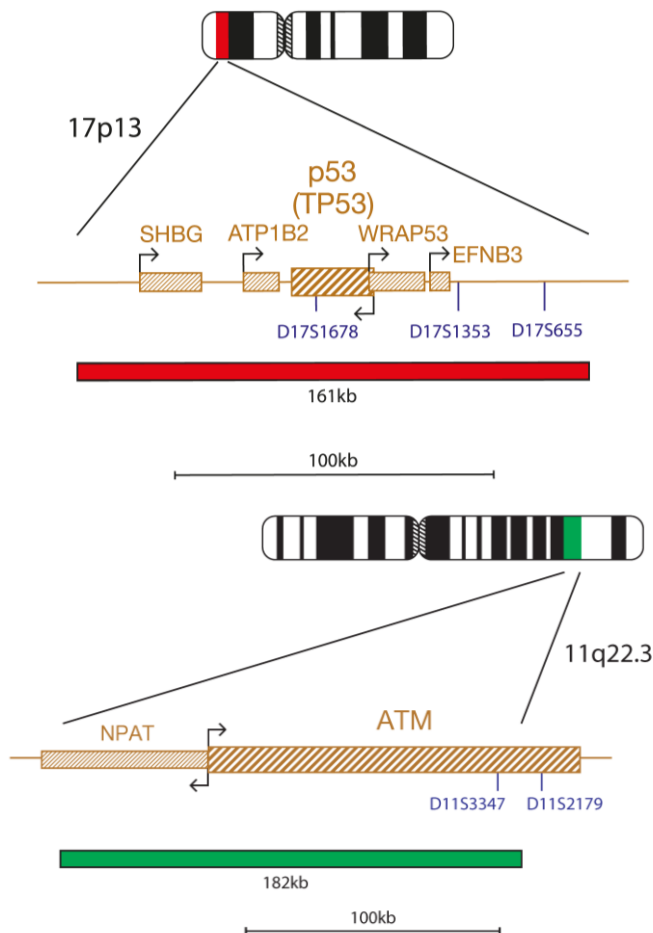 17p13
p53
(TP53)
SHBG
ATP1B2
WRAP53
EFNB3
D17S1678
D17S1353
D17S655
161kb
100kb
11q22.3
NPAT
ATM
D11S3347
D11S2179
182kb
100kb